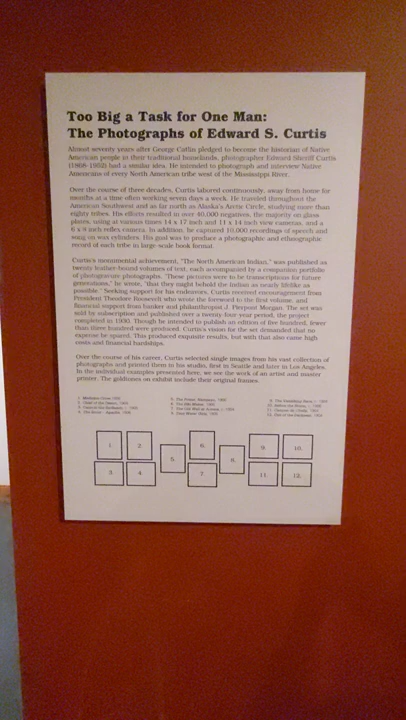 Too Big a Task for One Man:
The Photographs of Edward S. Curtis
Almost seventy years after George Catlin pledged to become the historian of Native
American people in their traditional homelands, photographer Edward Sheriff Curtis
(1868-1952) had a similar idea. He intended to photograph and interview Native
Americans of every North American tribe west of the Mississippi River.
Over the course of three decades, Curtis labored continuously, away from home for
months at a time often working seven days a week. He traveled throughout the
American Southwest and as far north as Alaska's Arctic Circle, studying more than
eighty tribes. His efforts resulted in over 40,000 negatives, the majority on glass
plates, using at various times 14 x 17 inch and 11 x 14 inch view cameras, and a
6 x 8 inch reflex camera. In addition, he captured 10,000 recordings of speech and
song on wax cylinders. His goal was to produce a photographic and ethnographic
record of each tribe in large-scale book format.
Curtis's monumental achievement, "The North American Indian," was published as
twenty leather-bound volumes of text, each accompanied by a companion portfolio
of photogravure photographs. "These pictures were to be transcriptions for future
generations," he wrote, "that they might behold the Indian as nearly lifelike as
possible." Seeking support for his endeavors, Curtis received encouragement from
President Theodore Roosevelt who wrote the foreword to the first volume, and
financial support from banker and philanthropist J. Pierpont Morgan. The set was
sold by subscription and published over a twenty-four year period, the project
completed in 1930. Though he intended to publish an edition of five hundred, fewer
than three hundred were produced. Curtis's vision for the set demanded that no
expense be spared. This produced exquisite results, but with that also came high
costs and financial hardships.
Over the course of his career, Curtis selected single images from his vast collection of
photographs and printed them in his studio, first in Seattle and later in Los Angeles.
In the individual examples presented here, we see the work of an artist and master
printer. The goldtones on exhibit include their original frames.
1. 2. 3. 4. 5. 6. 7. 8. 9. 10. 11. 12.